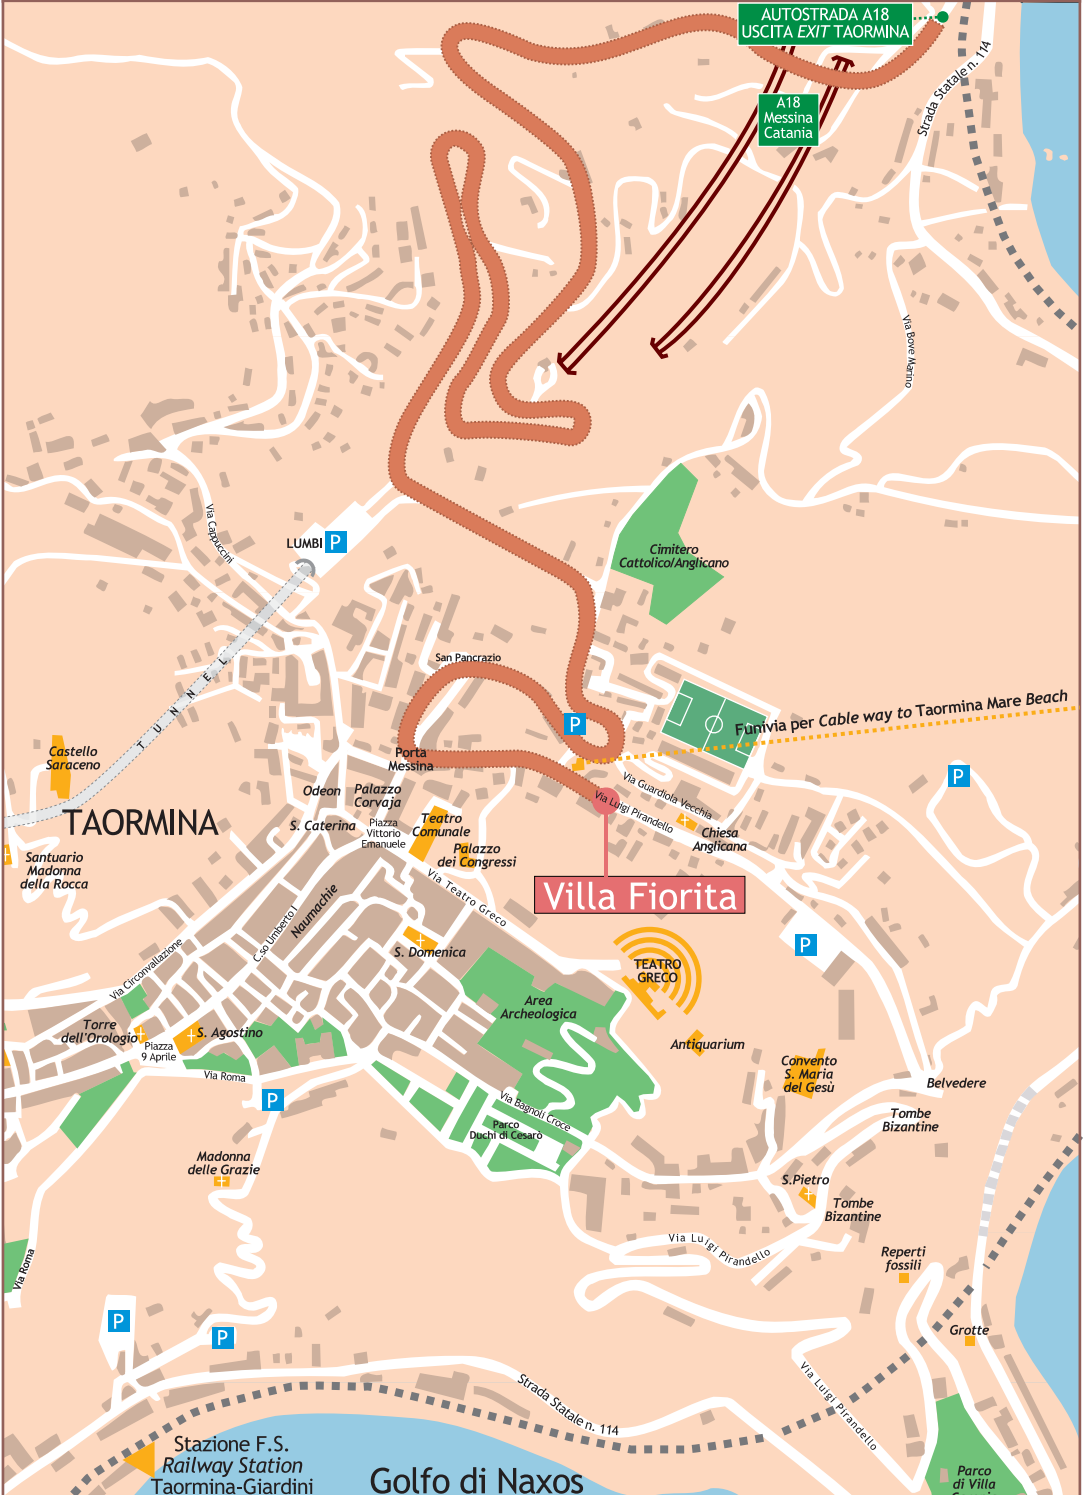 AUTOSTRADA A18
USCITA EXIT TAORMINA
A18
Messina
Catania
Strada Statale n. 114
Via Bove Marino
Via Cappuccini
LUMBI P
Cimitero
Cattolico/Anglicano
TUNNEL
San Pancrazio
P
Funivia per Cable way to Taormina Mare Beach
Castello
Saraceno
Porta
Messina
P
Via Guardiola Vecchia
Via Luigi Pirandello
Odeon
Palazzo
Corvaja
TAORMINA
S. Caterina
Piazza
Vittorio
Emanuele
Teatro
Comunale
Chiesa
Anglicana
Palazzo
dei Congressi
Santuario
Madonna
della Rocca
Via Teatro Greco
Villa Fiorita
Naumachie
C.so Umberto I
S. Domenica
P
Via Circonvallazione
TEATRO
GRECO
Area
Archeologica
Torre
dell'Orologio
S. Agostino
Piazza
9 Aprile
Antiquarium
Via Roma
Convento
S. Maria
del Gesù
Belvedere
P
Via Bagnoli Croce
Parco
Duchi di Cesarò
Tombe
Bizantine
Madonna
delle Grazie
S.Pietro
Tombe
Bizantine
Via Luigi Pirandello
Via Roma
Reperti
fossili
P
P
Grotte
Via Luigi Pirandello
Strada Statale n. 114
Stazione F.S.
Railway Station
Taormina-Giardini
Golfo di Naxos
Parco
di Villa